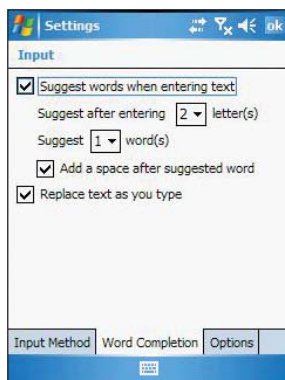 Settings
ok
Input
Suggest words when entering text
Suggest after entering 2 letter(s)
Suggest 1 word(s)
Add a space after suggested word
Replace text as you type
Input Method Word Completion Options